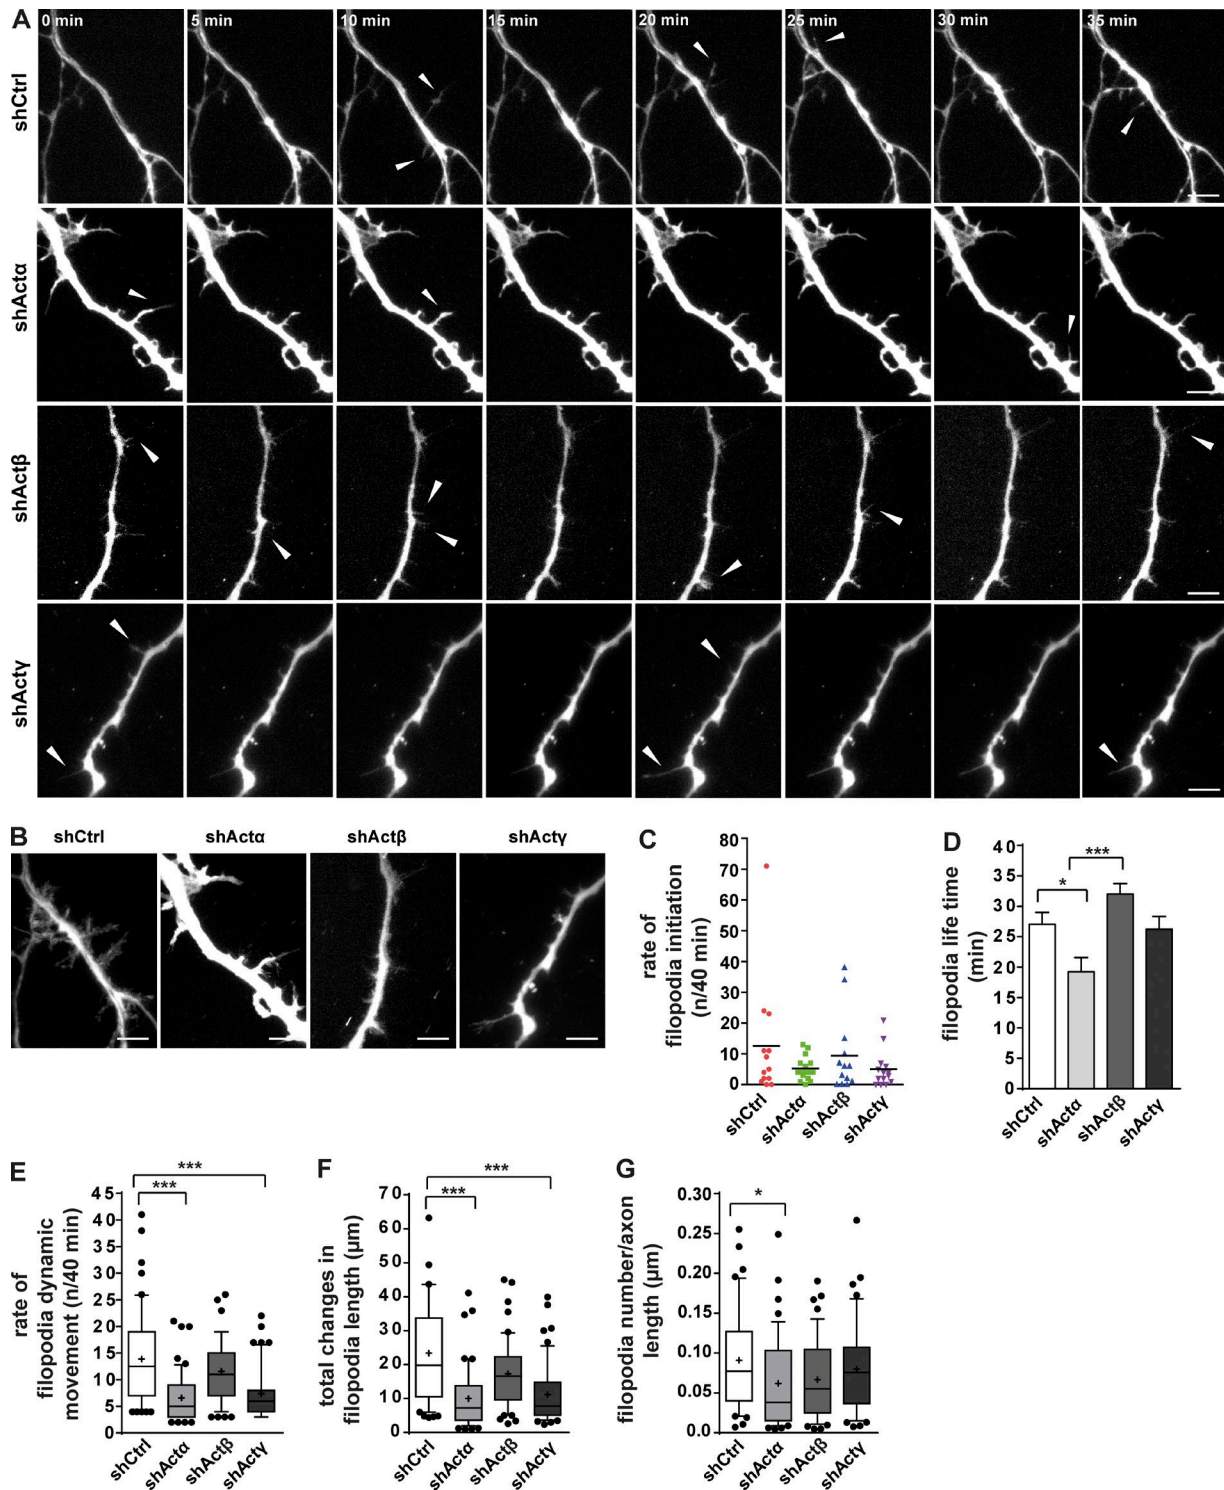 A
0 min 5 min 10 min 15 min 20 min 25 min 30 min 35 min
shCtrl
shActα
shActβ
shActγ
B
shCtrl shActα shActβ shActγ
C
rate of
filopodia initiation
(n/40 min)
80
70
60
50
40
30
20
10
0
shCtrl shActα shActβ shActγ
D
filopodia life time
(min)
40
35
30
25
20
15
10
5
0
* ***
shCtrl shActα shActβ shActγ
E
rate of
filopodia dynamic
movement (n/40 min)
45
40
35
30
25
20
15
10
5
0
***
***
+ + + +
shCtrl shActα shActβ shActγ
F
total changes in
filopodia length (µm)
70
60
50
40
30
20
10
0
***
***
+ + + +
shCtrl shActα shActβ shActγ
G
filopodia number/axon
length (µm)
0.30
0.25
0.20
0.15
0.10
0.05
0.00
*
+ + + +
shCtrl shActα shActβ shActγ